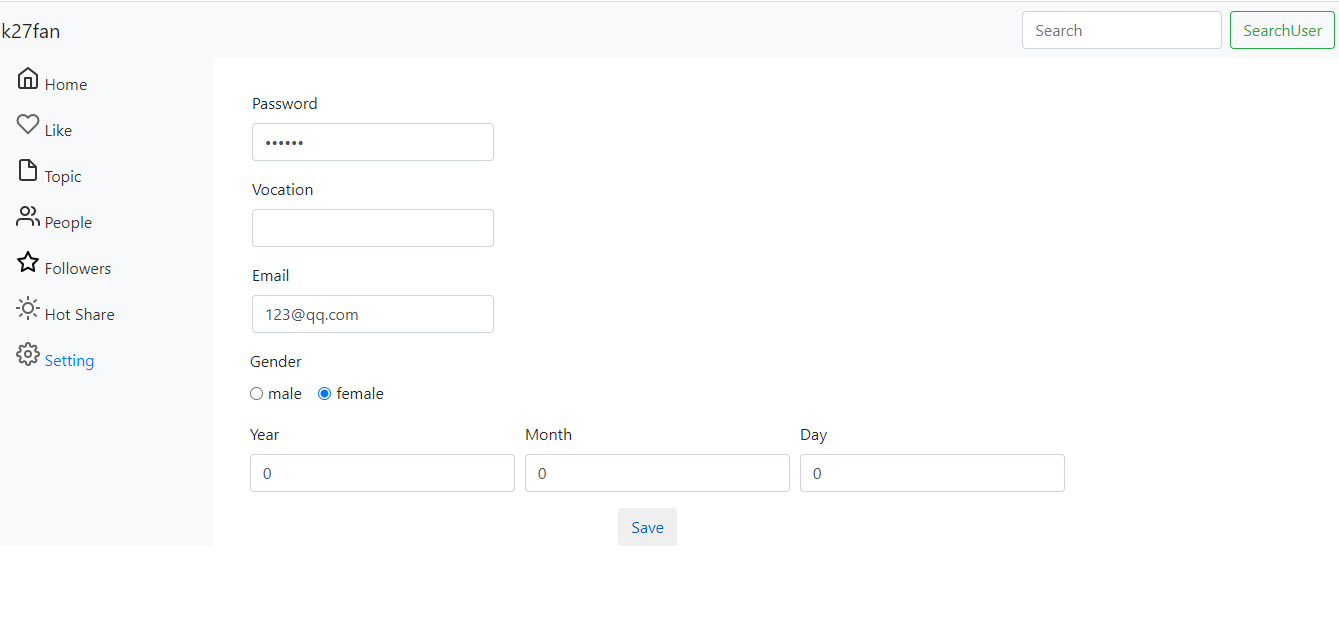 k27fan
Search
SearchUser
Home
Like
Topic
People
Followers
Hot Share
Setting
Password
••••••
Vocation
Email
123@qq.com
Gender
male female
Year Month Day
0 0 0
Save